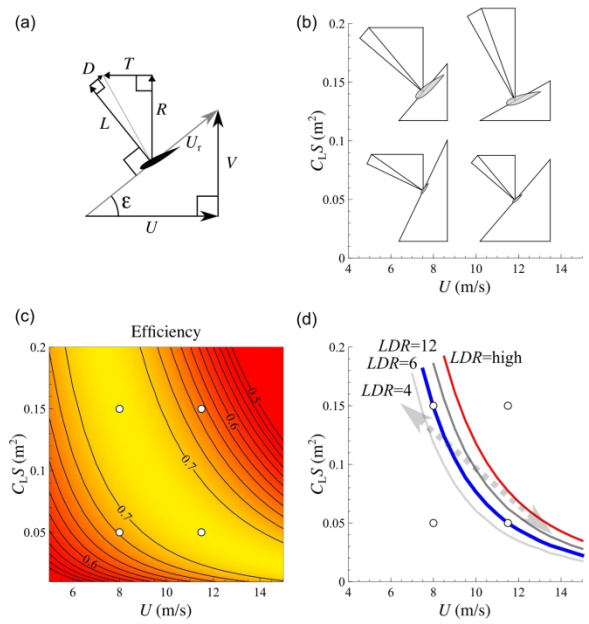 (a)
D
T
L
R
U_r
V
ε
U
(b)
C_L S (m²)
0.2
0.15
0.1
0.05
0
4 6 8 10 12 14
U (m/s)
(c)
Efficiency
C_L S (m²)
0.2
0.15
0.1
0.05
0.5
0.6
0.7
0.7
0.6
6 8 10 12 14
U (m/s)
(d)
C_L S (m²)
0.2
0.15
0.1
0.05
0
LDR=12
LDR=6
LDR=4
LDR=high
4 6 8 10 12 14
U (m/s)